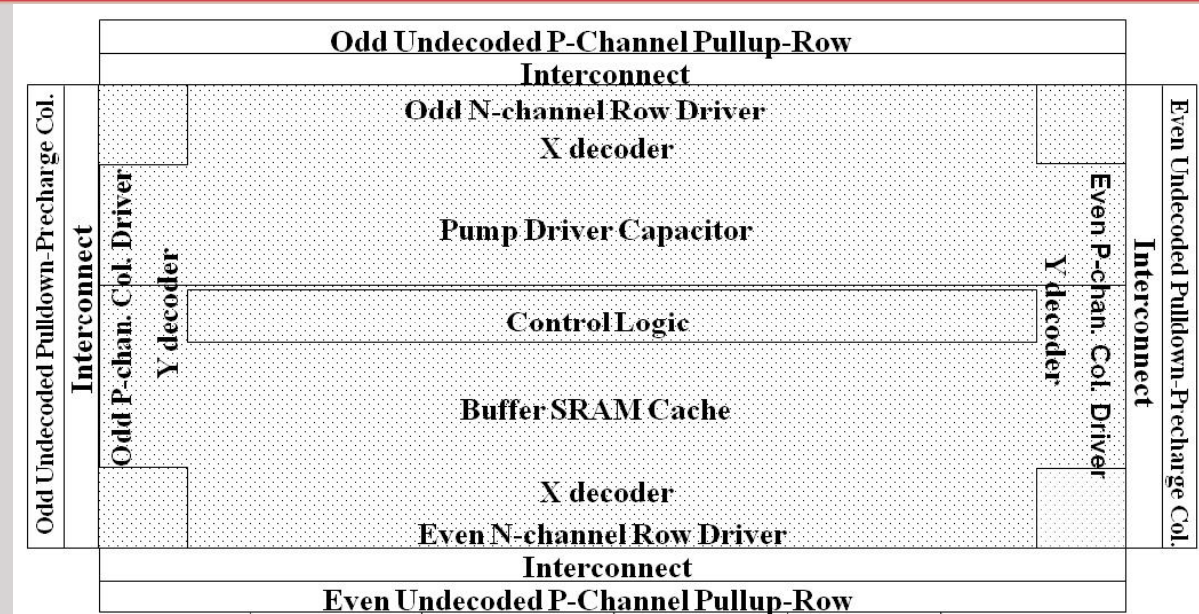 Odd Undecoded P-Channel Pullup-Row
Interconnect
Odd N-channel Row Driver
X decoder
Pump Driver Capacitor
Control Logic
Buffer SRAM Cache
X decoder
Even N-channel Row Driver
Interconnect
Even Undecoded P-Channel Pullup-Row
Odd Undecoded Pulldown-Precharge Col.
Interconnect
Odd P-chan. Col. Driver
Y decoder
Y decoder
Even P-chan. Col. Driver
Interconnect
Even Undecoded Pulldown-Precharge Col.